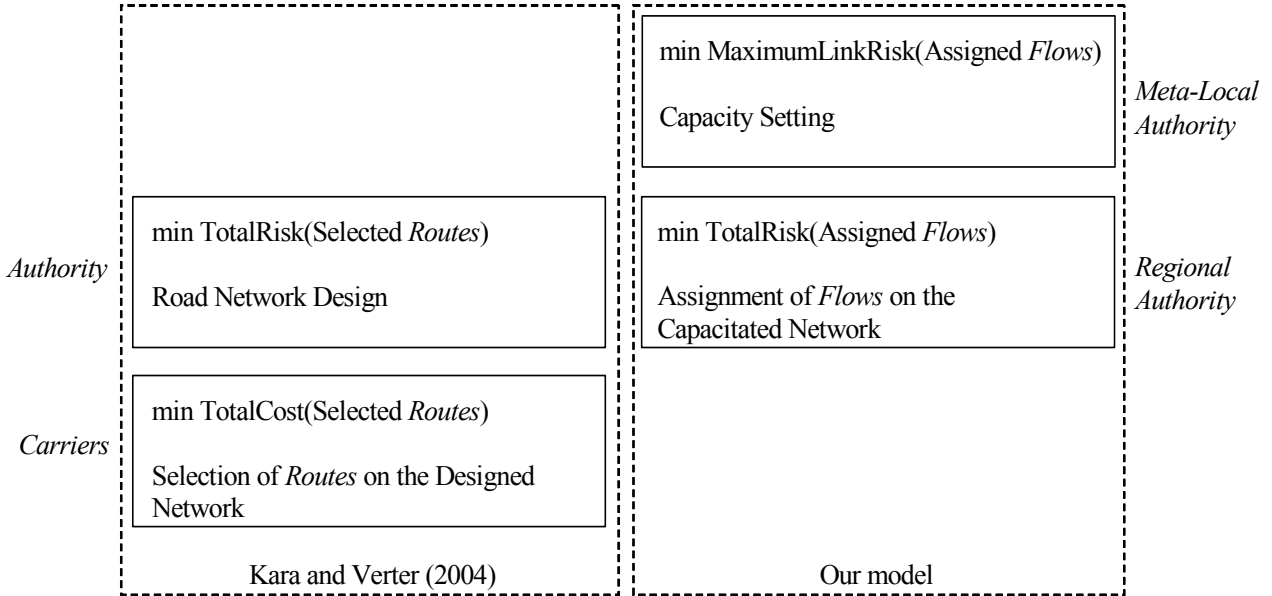 min MaximumLinkRisk(Assigned Flows)
Capacity Setting
Meta-Local
Authority
Authority
min TotalRisk(Selected Routes)
Road Network Design
min TotalRisk(Assigned Flows)
Assignment of Flows on the
Capacitated Network
Regional
Authority
Carriers
min TotalCost(Selected Routes)
Selection of Routes on the Designed
Network
Kara and Verter (2004)
Our model